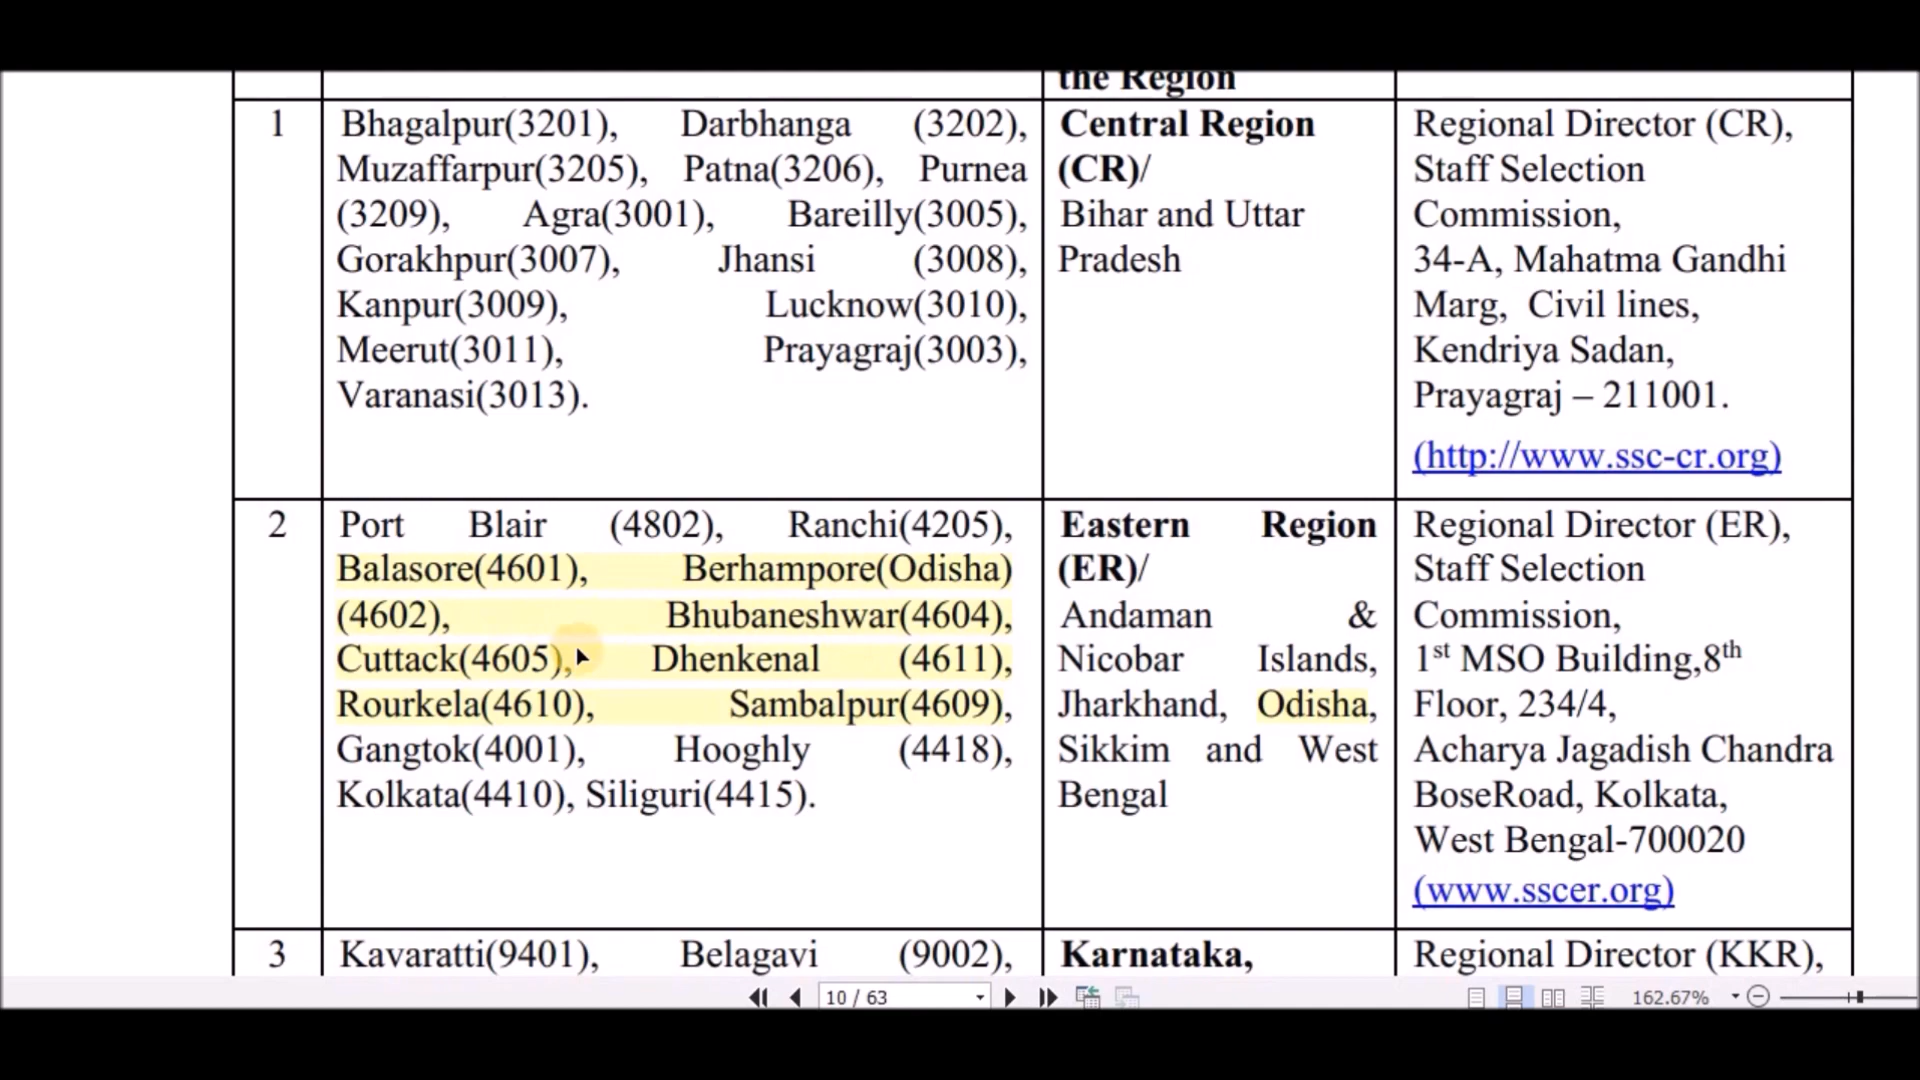 the Region
1
Bhagalpur(3201), Darbhanga (3202),
Muzaffarpur(3205), Patna(3206), Purnea
(3209), Agra(3001), Bareilly(3005),
Gorakhpur(3007), Jhansi (3008),
Kanpur(3009), Lucknow(3010),
Meerut(3011), Prayagraj(3003),
Varanasi(3013).
Central Region
(CR)/
Bihar and Uttar
Pradesh
Regional Director (CR),
Staff Selection
Commission,
34-A, Mahatma Gandhi
Marg, Civil lines,
Kendriya Sadan,
Prayagraj – 211001.
(http://www.ssc-cr.org)
2
Port Blair (4802), Ranchi(4205),
Balasore(4601), Berhampore(Odisha)
(4602), Bhubaneshwar(4604),
Cuttack(4605), Dhenkenal (4611),
Rourkela(4610), Sambalpur(4609),
Gangtok(4001), Hooghly (4418),
Kolkata(4410), Siliguri(4415).
Eastern Region
(ER)/
Andaman &
Nicobar Islands,
Jharkhand, Odisha,
Sikkim and West
Bengal
Regional Director (ER),
Staff Selection
Commission,
1st MSO Building,8th
Floor, 234/4,
Acharya Jagadish Chandra
BoseRoad, Kolkata,
West Bengal-700020
(www.sscer.org)
3
Kavaratti(9401), Belagavi (9002),
Karnataka,
Regional Director (KKR),
10 / 63
162.67%